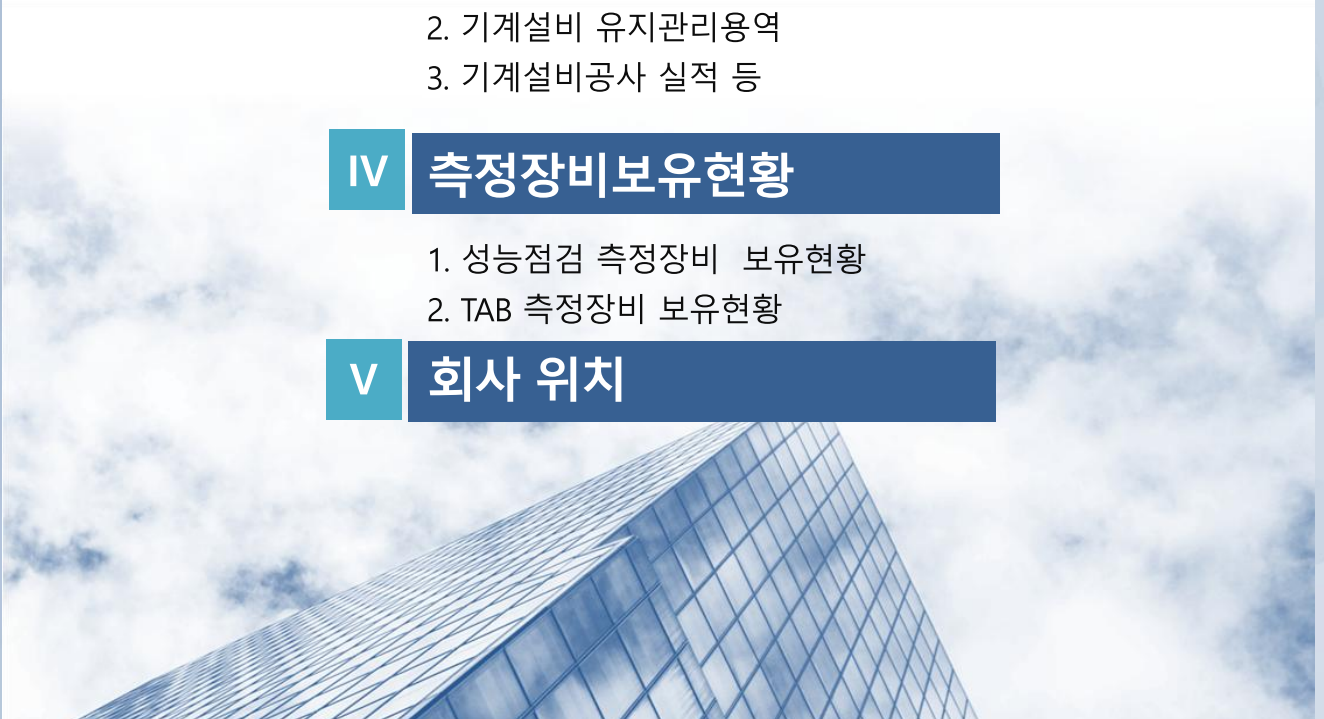 2. 기계설비 유지관리용역
3. 기계설비공사 실적 등
IV 측정장비보유현황
1. 성능점검 측정장비 보유현황
2. TAB 측정장비 보유현황
V 회사 위치